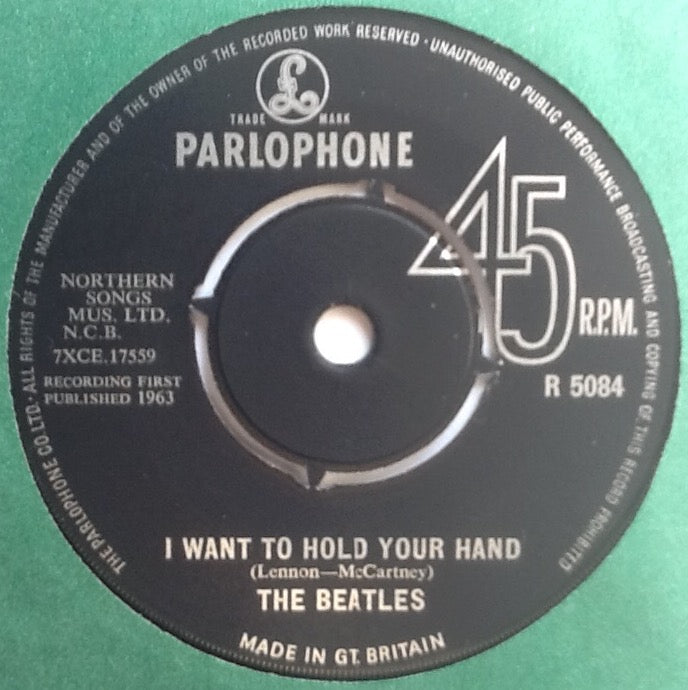 THE PARLOPHONE CO. LTD. · ALL RIGHTS OF THE MANUFACTURER AND OF THE OWNER OF THE RECORDED WORK RESERVED · UNAUTHORISED PUBLIC PERFORMANCE BROADCASTING AND COPYING OF THIS RECORD PROHIBITED
£
TRADE MARK
PARLOPHONE
45
R.P.M.
R 5084
NORTHERN
SONGS
MUS. LTD.
N.C.B.
7XCE.17559
RECORDING FIRST
PUBLISHED 1963
I WANT TO HOLD YOUR HAND
(Lennon—McCartney)
THE BEATLES
MADE IN GT. BRITAIN